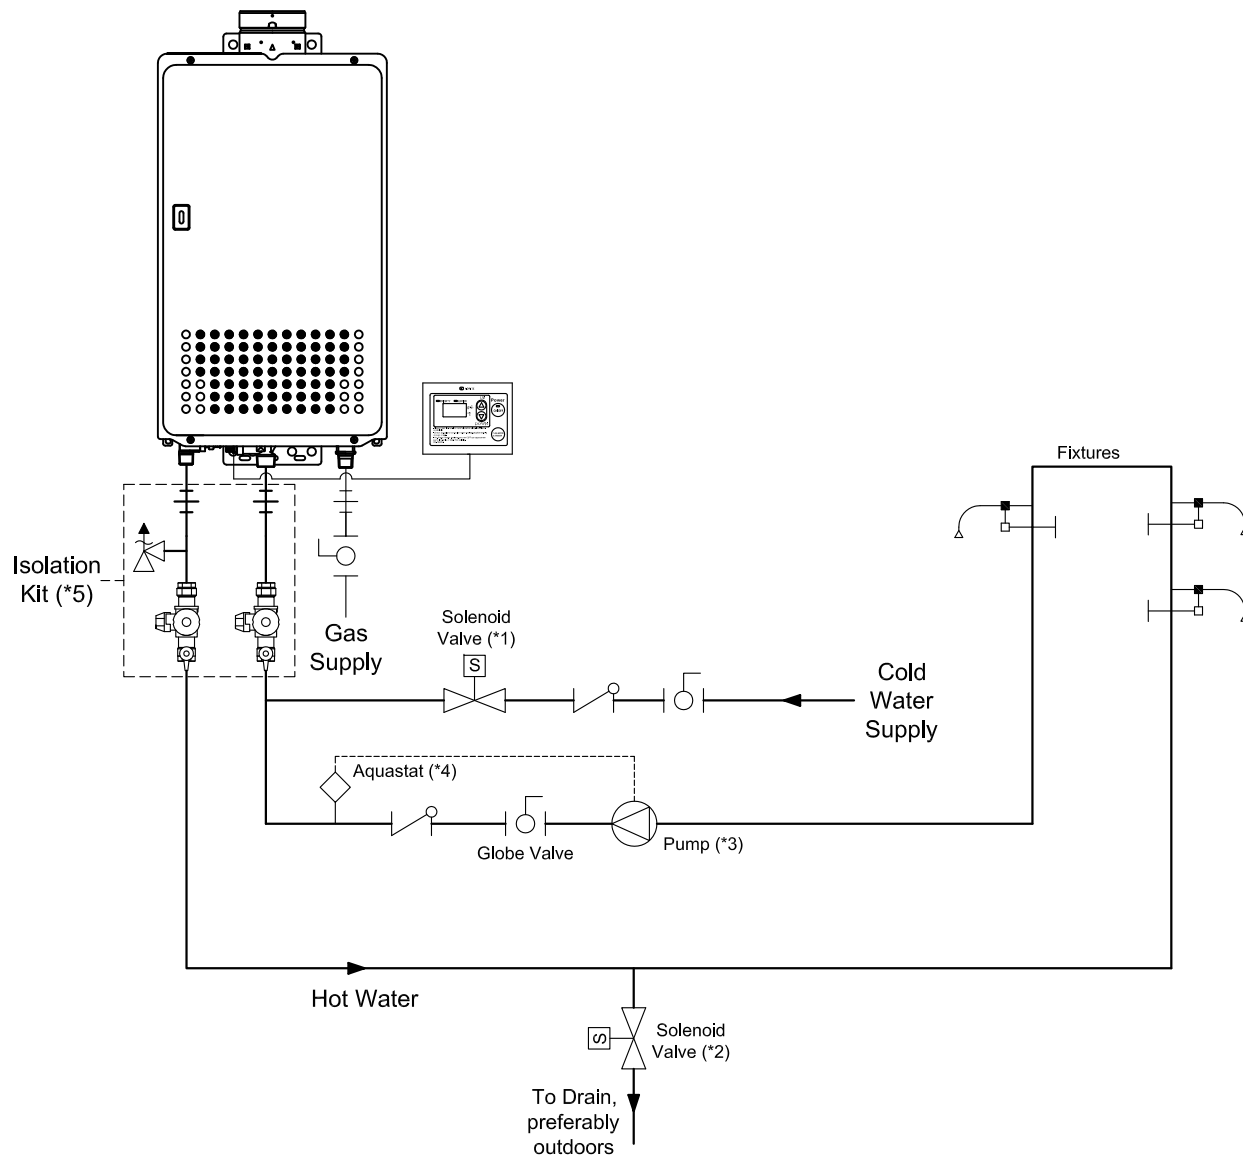 Power
Fixtures
Isolation
Kit (*5)
Gas
Supply
Solenoid
Valve (*1)
S
Cold
Water
Supply
Aquastat (*4)
Globe Valve
Pump (*3)
Hot Water
S
Solenoid
Valve (*2)
To Drain,
preferably
outdoors